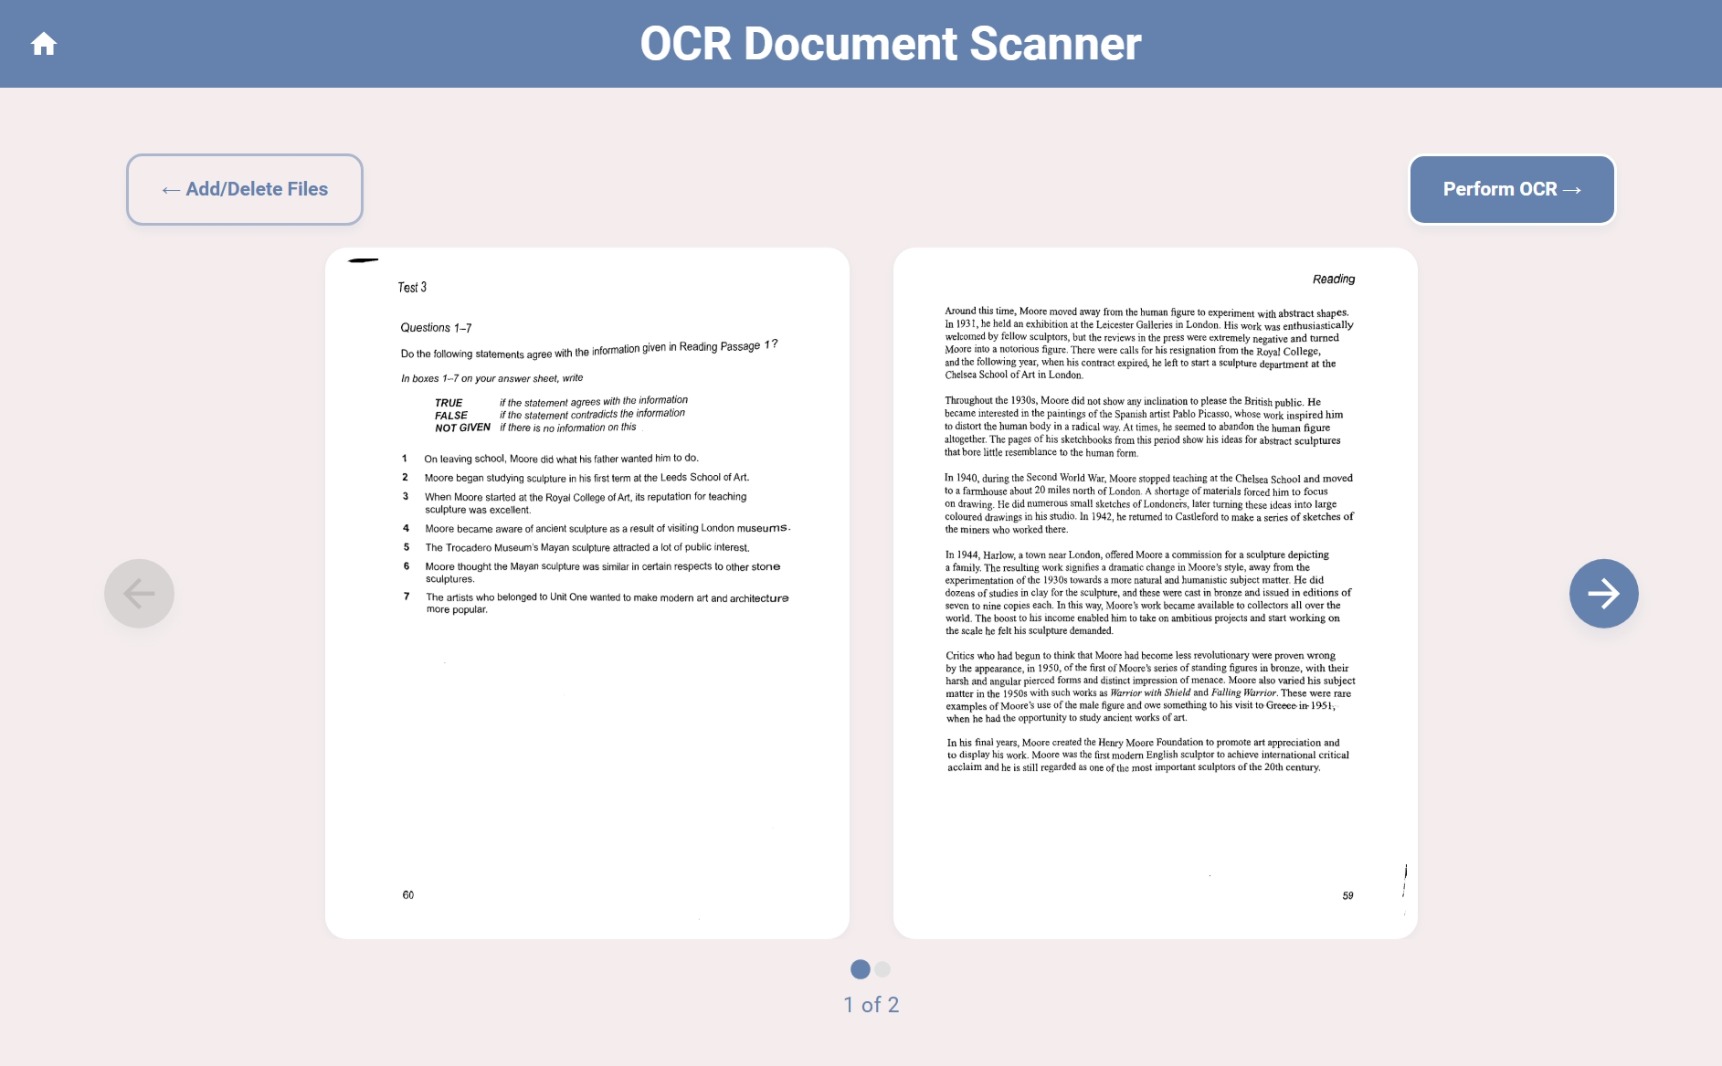 OCR Document Scanner
← Add/Delete Files
Perform OCR →
Test 3
Questions 1–7
Do the following statements agree with the information given in Reading Passage 1?
In boxes 1–7 on your answer sheet, write
TRUE if the statement agrees with the information
FALSE if the statement contradicts the information
NOT GIVEN if there is no information on this
1 On leaving school, Moore did what his father wanted him to do.
2 Moore began studying sculpture in his first term at the Leeds School of Art.
3 When Moore started at the Royal College of Art, its reputation for teaching
sculpture was excellent.
4 Moore became aware of ancient sculpture as a result of visiting London museums.
5 The Trocadero Museum's Mayan sculpture attracted a lot of public interest.
6 Moore thought the Mayan sculpture was similar in certain respects to other stone
sculptures.
7 The artists who belonged to Unit One wanted to make modern art and architecture
more popular.
60
Reading
Around this time, Moore moved away from the human figure to experiment with abstract shapes.
In 1931, he held an exhibition at the Leicester Galleries in London. His work was enthusiastically
welcomed by fellow sculptors, but the reviews in the press were extremely negative and turned
Moore into a notorious figure. There were calls for his resignation from the Royal College,
and the following year, when his contract expired, he left to start a sculpture department at the
Chelsea School of Art in London.
Throughout the 1930s, Moore did not show any inclination to please the British public. He
became interested in the paintings of the Spanish artist Pablo Picasso, whose work inspired him
to distort the human body in a radical way. At times, he seemed to abandon the human figure
altogether. The pages of his sketchbooks from this period show his ideas for abstract sculptures
that bore little resemblance to the human form.
In 1940, during the Second World War, Moore stopped teaching at the Chelsea School and moved
to a farmhouse about 20 miles north of London. A shortage of materials forced him to focus
on drawing. He did numerous small sketches of Londoners, later turning these ideas into large
coloured drawings in his studio. In 1942, he returned to Castleford to make a series of sketches of
the miners who worked there.
In 1944, Harlow, a town near London, offered Moore a commission for a sculpture depicting
a family. The resulting work signifies a dramatic change in Moore's style, away from the
experimentation of the 1930s towards a more natural and humanistic subject matter. He did
dozens of studies in clay for the sculpture, and these were cast in bronze and issued in editions of
seven to nine copies each. In this way, Moore's work became available to collectors all over the
world. The boost to his income enabled him to take on ambitious projects and start working on
the scale he felt his sculpture demanded.
Critics who had begun to think that Moore had become less revolutionary were proven wrong
by the appearance, in 1950, of the first of Moore's series of standing figures in bronze, with their
harsh and angular pierced forms and distinct impression of menace. Moore also varied his subject
matter in the 1950s with such works as Warrior with Shield and Falling Warrior. These were rare
examples of Moore's use of the male figure and owe something to his visit to Greece in 1951,
when he had the opportunity to study ancient works of art.
In his final years, Moore created the Henry Moore Foundation to promote art appreciation and
to display his work. Moore was the first modern English sculptor to achieve international critical
acclaim and he is still regarded as one of the most important sculptors of the 20th century.
59
1 of 2